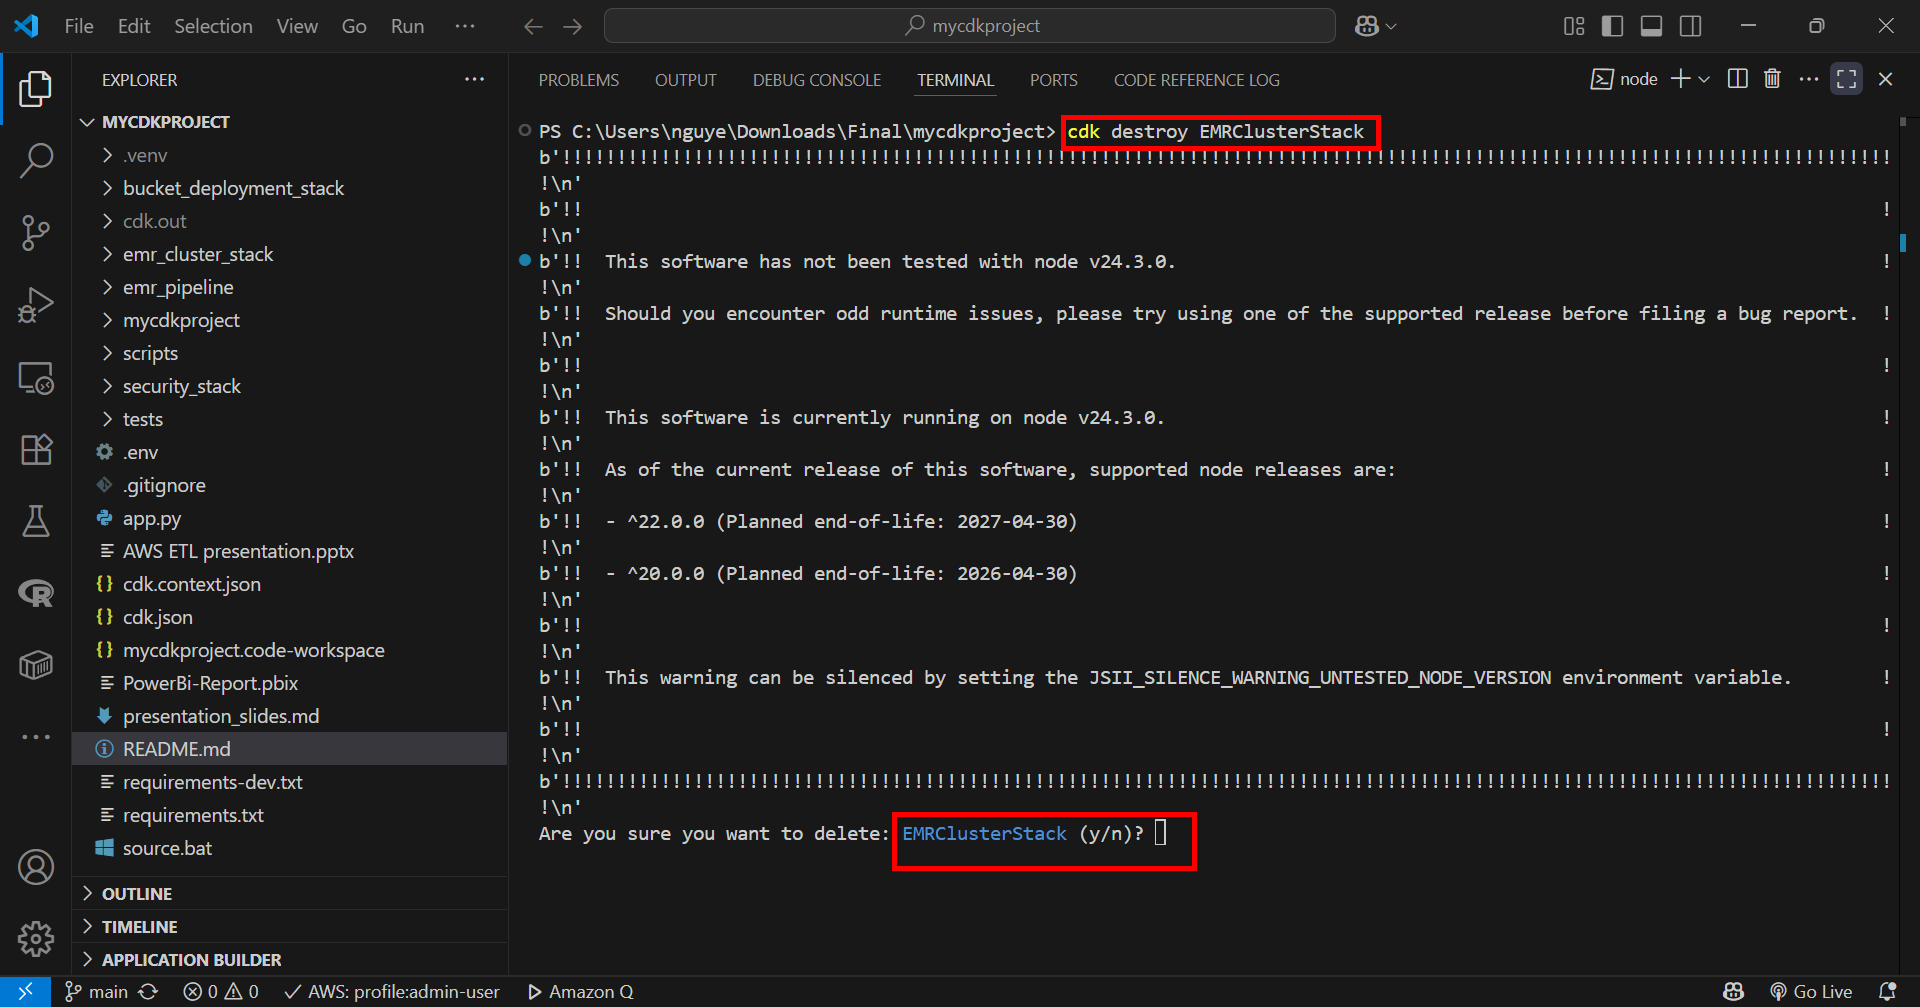 File Edit Selection View Go Run ...
mycdkproject
EXPLORER
MYCDKPROJECT
.venv
bucket_deployment_stack
cdk.out
emr_cluster_stack
emr_pipeline
mycdkproject
scripts
security_stack
tests
.env
.gitignore
app.py
AWS ETL presentation.pptx
cdk.context.json
cdk.json
mycdkproject.code-workspace
PowerBi-Report.pbix
presentation_slides.md
README.md
requirements-dev.txt
requirements.txt
source.bat
OUTLINE
TIMELINE
APPLICATION BUILDER
PROBLEMS OUTPUT DEBUG CONSOLE TERMINAL PORTS CODE REFERENCE LOG
node
PS C:\Users\nguye\Downloads\Final\mycdkproject> cdk destroy EMRClusterStack
b'!!!!!!!!!!!!!!!!!!!!!!!!!!!!!!!!!!!!!!!!!!!!!!!!!!!!!!!!!!!!!!!!!!!!!!!!!!!!!!!!!!!!!!!!!!!!!!!!!!!!!!!!!!!!!!!!!!!!!!!!!
!\n'
b'!! !
!\n'
b'!! This software has not been tested with node v24.3.0. !
!\n'
b'!! Should you encounter odd runtime issues, please try using one of the supported release before filing a bug report. !
!\n'
b'!! !
!\n'
b'!! This software is currently running on node v24.3.0. !
!\n'
b'!! As of the current release of this software, supported node releases are: !
!\n'
b'!! - ^22.0.0 (Planned end-of-life: 2027-04-30) !
!\n'
b'!! - ^20.0.0 (Planned end-of-life: 2026-04-30) !
!\n'
b'!! !
!\n'
b'!! This warning can be silenced by setting the JSII_SILENCE_WARNING_UNTESTED_NODE_VERSION environment variable. !
!\n'
b'!! !
!\n'
b'!!!!!!!!!!!!!!!!!!!!!!!!!!!!!!!!!!!!!!!!!!!!!!!!!!!!!!!!!!!!!!!!!!!!!!!!!!!!!!!!!!!!!!!!!!!!!!!!!!!!!!!!!!!!!!!!!!!!!!!!!
!\n'
Are you sure you want to delete: EMRClusterStack (y/n)?
main 0 0 AWS: profile:admin-user Amazon Q Go Live